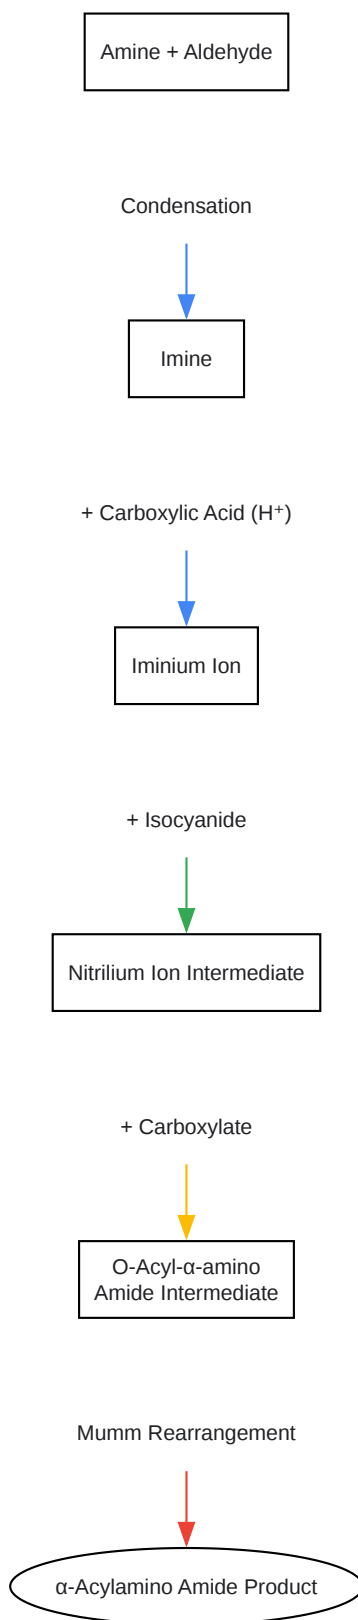 Amine + Aldehyde
Condensation
Imine
+ Carboxylic Acid (H⁺)
Iminium Ion
+ Isocyanide
Nitrilium Ion Intermediate
+ Carboxylate
O-Acyl-α-amino
Amide Intermediate
Mumm Rearrangement
α-Acylamino Amide Product